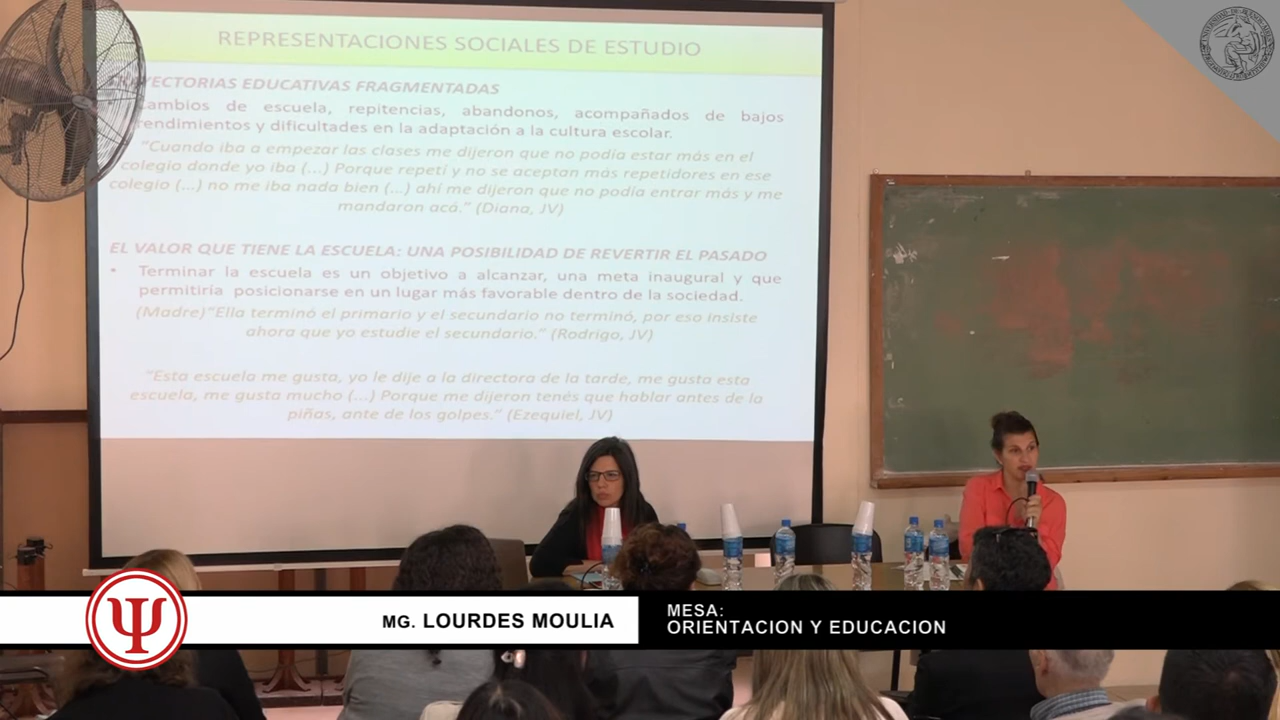 REPRESENTACIONES SOCIALES DE ESTUDIO
YECTORIAS EDUCATIVAS FRAGMENTADAS
ambios de escuela, repitencias, abandonos, acompañados de bajos
rendimientos y dificultades en la adaptación a la cultura escolar.
"Cuando iba a empezar las clases me dijeron que no podía estar más en el
colegio donde yo iba (...) Porque repetí y no se aceptan más repetidores en ese
colegio (...) no me iba nada bien (...) ahí me dijeron que no podía entrar más y me
mandaron acá." (Diana, JV)
EL VALOR QUE TIENE LA ESCUELA: UNA POSIBILIDAD DE REVERTIR EL PASADO
• Terminar la escuela es un objetivo a alcanzar, una meta inaugural y que
permitiría posicionarse en un lugar más favorable dentro de la sociedad.
(Madre)"Ella terminó el primario y el secundario no terminó, por eso insiste
ahora que yo estudie el secundario." (Rodrigo, JV)
"Esta escuela me gusta, yo le dije a la directora de la tarde, me gusta esta
escuela, me gusta mucho (...) Porque me dijeron tenés que hablar antes de la
piñas, ante de los golpes." (Ezequiel, JV)
Ψ
MG. LOURDES MOULIA
MESA:
ORIENTACION Y EDUCACION